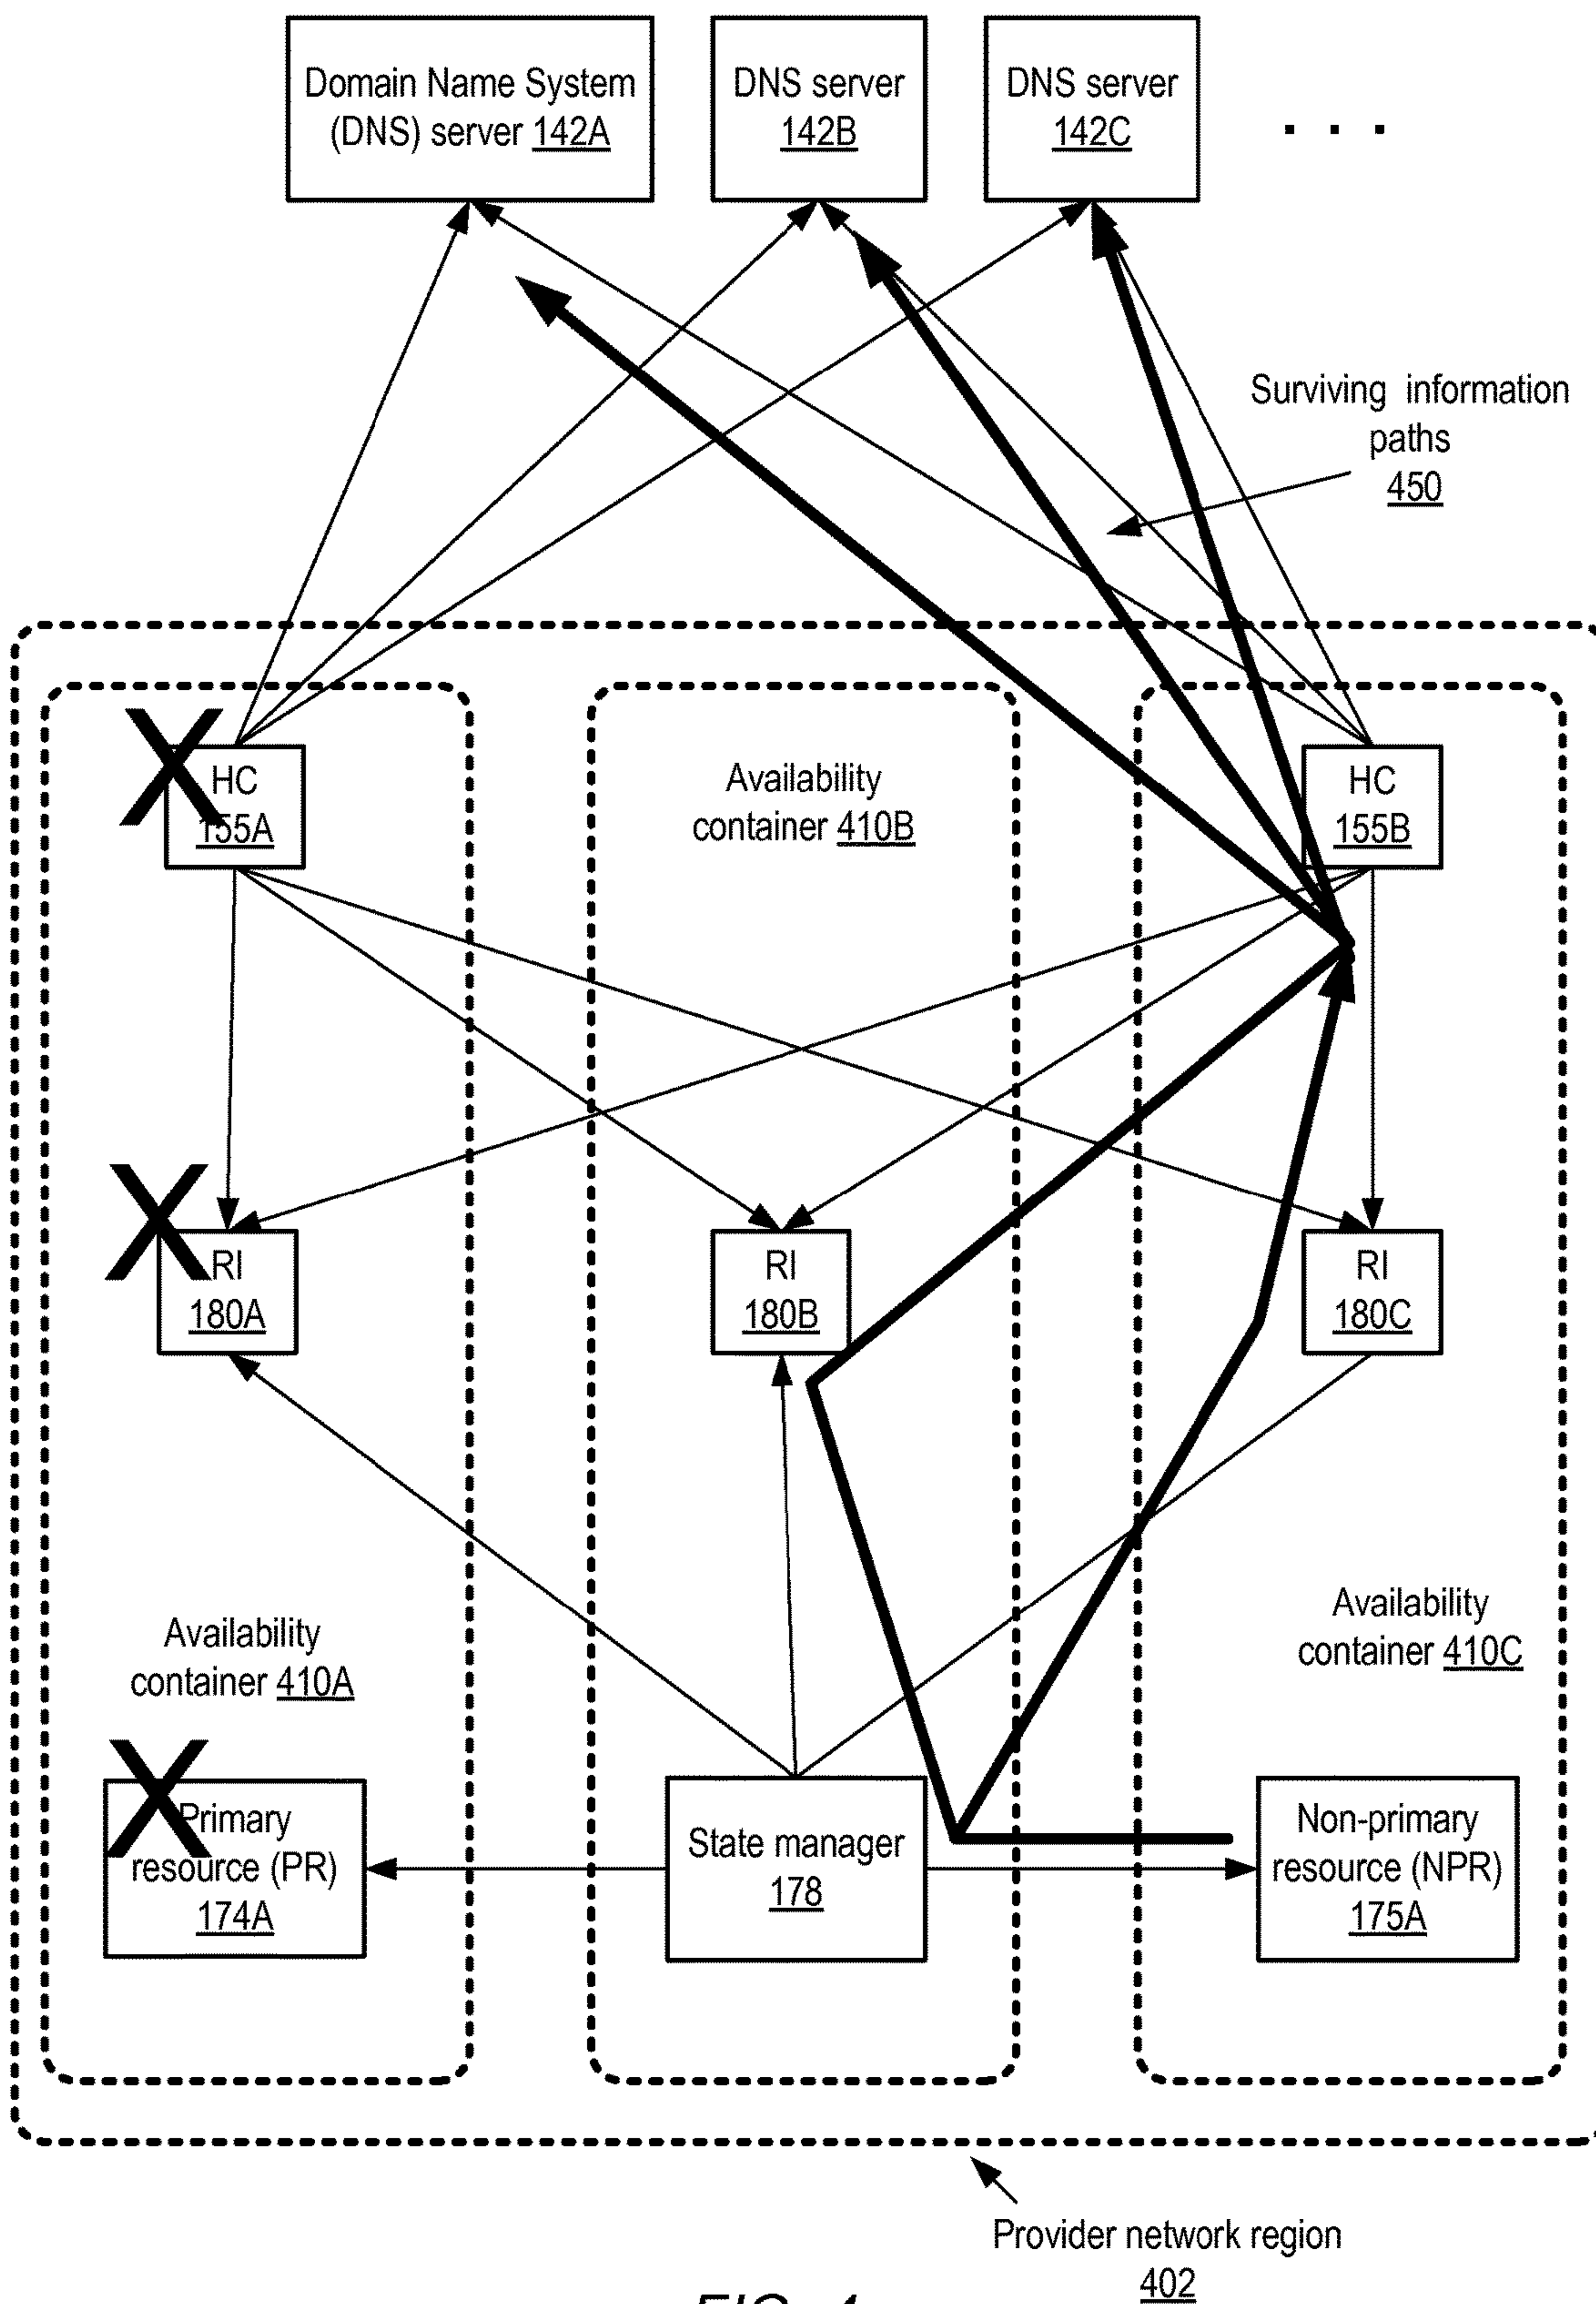 Domain Name System
(DNS) server 142A
DNS server
142B
DNS server
142C
. . .
Surviving information
paths
450
HC
155A
Availability
container 410B
HC
155B
RI
180A
RI
180B
RI
180C
Availability
container 410A
Availability
container 410C
Primary
resource (PR)
174A
State manager
178
Non-primary
resource (NPR)
175A
Provider network region
402
FIG. 4